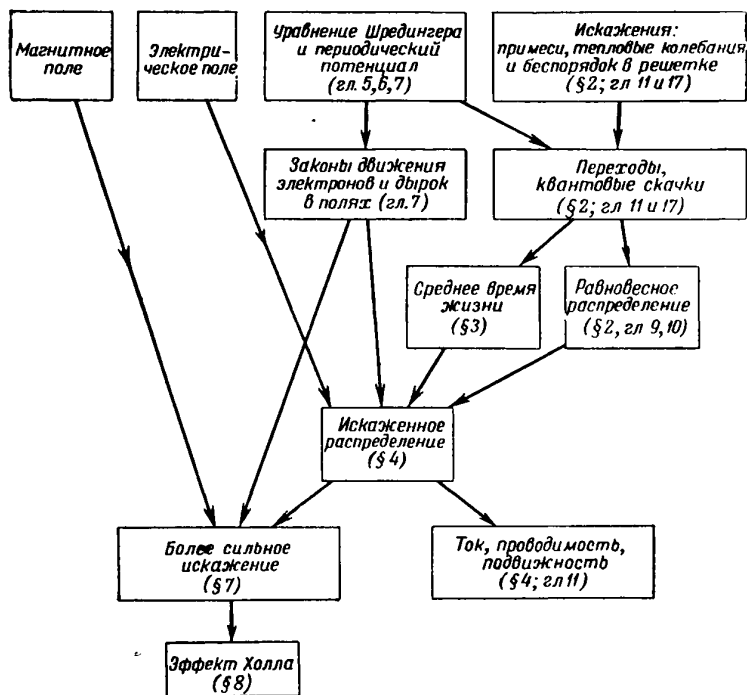 Магнитное
поле
Электри-
ческое поле
Уравнение Шредингера
и периодический
потенциал
(гл. 5,6,7)
Искажения:
примеси, тепловые колебания
и беспорядок в решетке
(§2; гл 11 и 17)
Законы движения
электронов и дырок
в полях (гл. 7)
Переходы,
квантовые скачки
(§2; гл 11 и 17)
Среднее время
жизни
(§3)
Равновесное
распределение
(§2, гл 9,10)
Искаженное
распределение
(§4)
Более сильное
искажение
(§7)
Ток, проводимость,
подвижность
(§4; гл 11)
Эффект Холла
(§8)